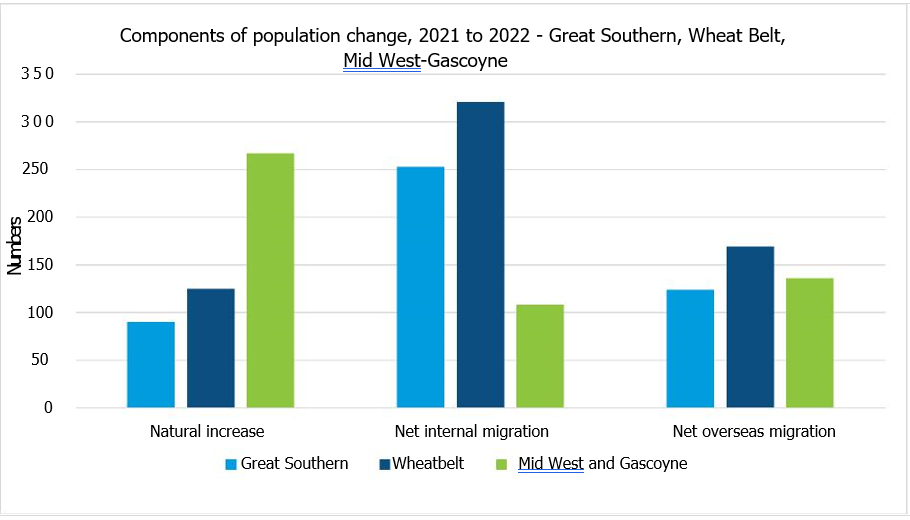 Components of population change, 2021 to 2022 - Great Southern, Wheat Belt,
Mid West-Gascoyne
350
300
250
200
150
100
50
0
Numbers
Natural increase
Net internal migration
Net overseas migration
Great Southern
Wheatbelt
Mid West and Gascoyne